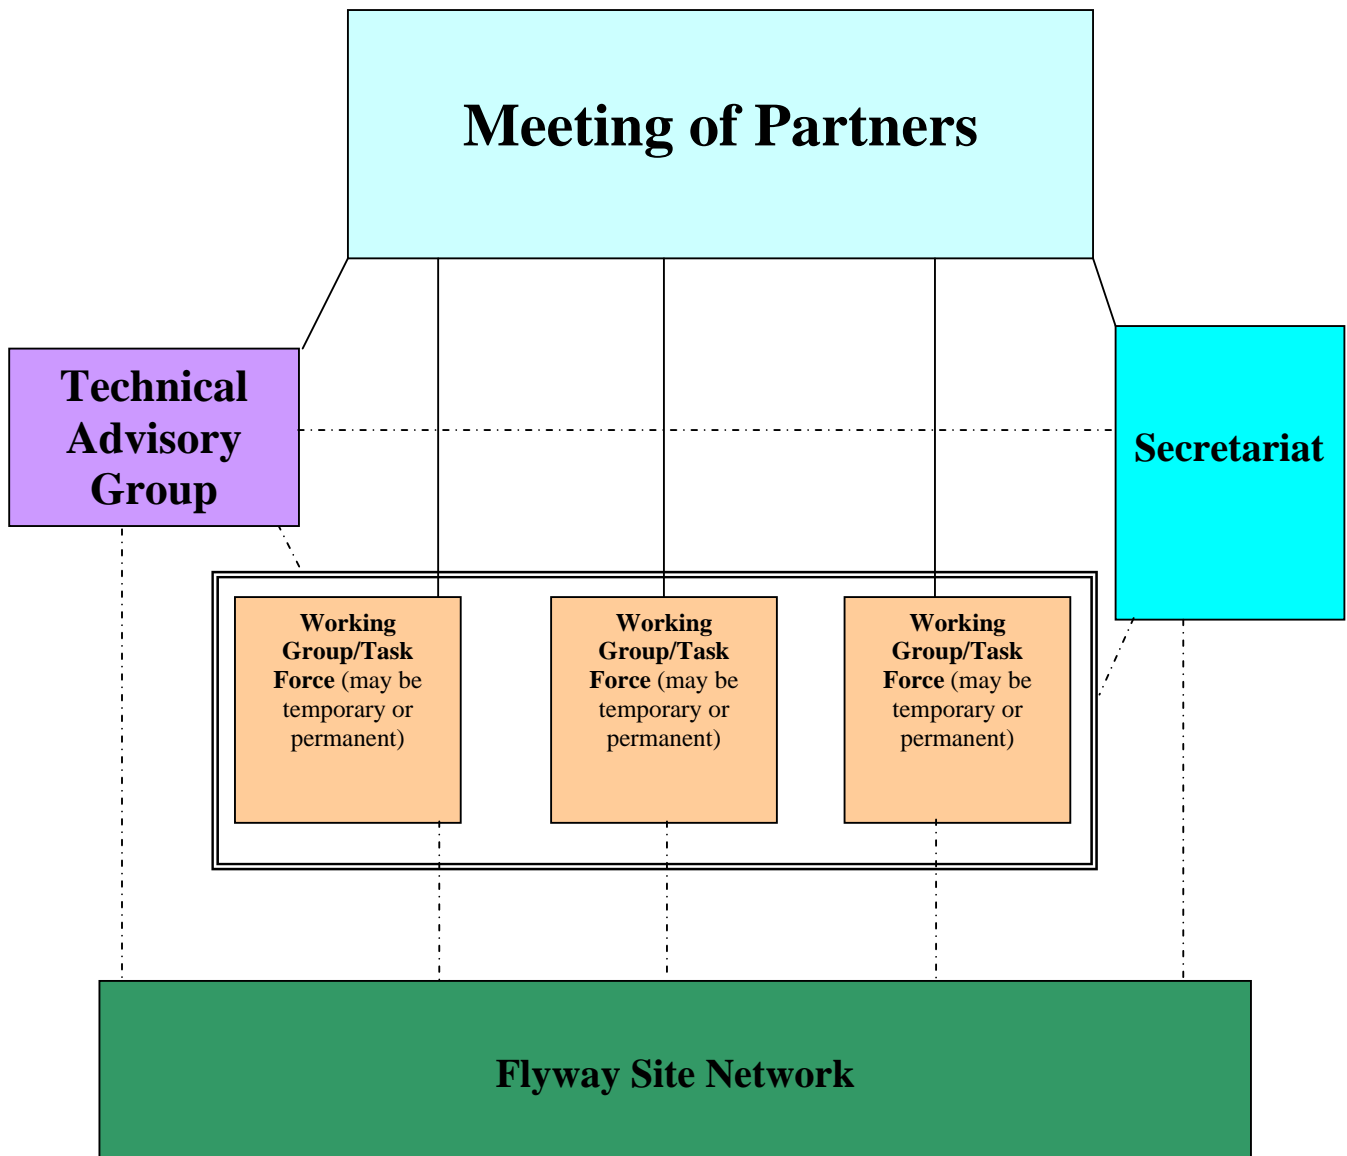 Meeting of Partners
Technical
Advisory
Group
Secretariat
Working
Group/Task
Force (may be
temporary or
permanent)
Working
Group/Task
Force (may be
temporary or
permanent)
Working
Group/Task
Force (may be
temporary or
permanent)
Flyway Site Network